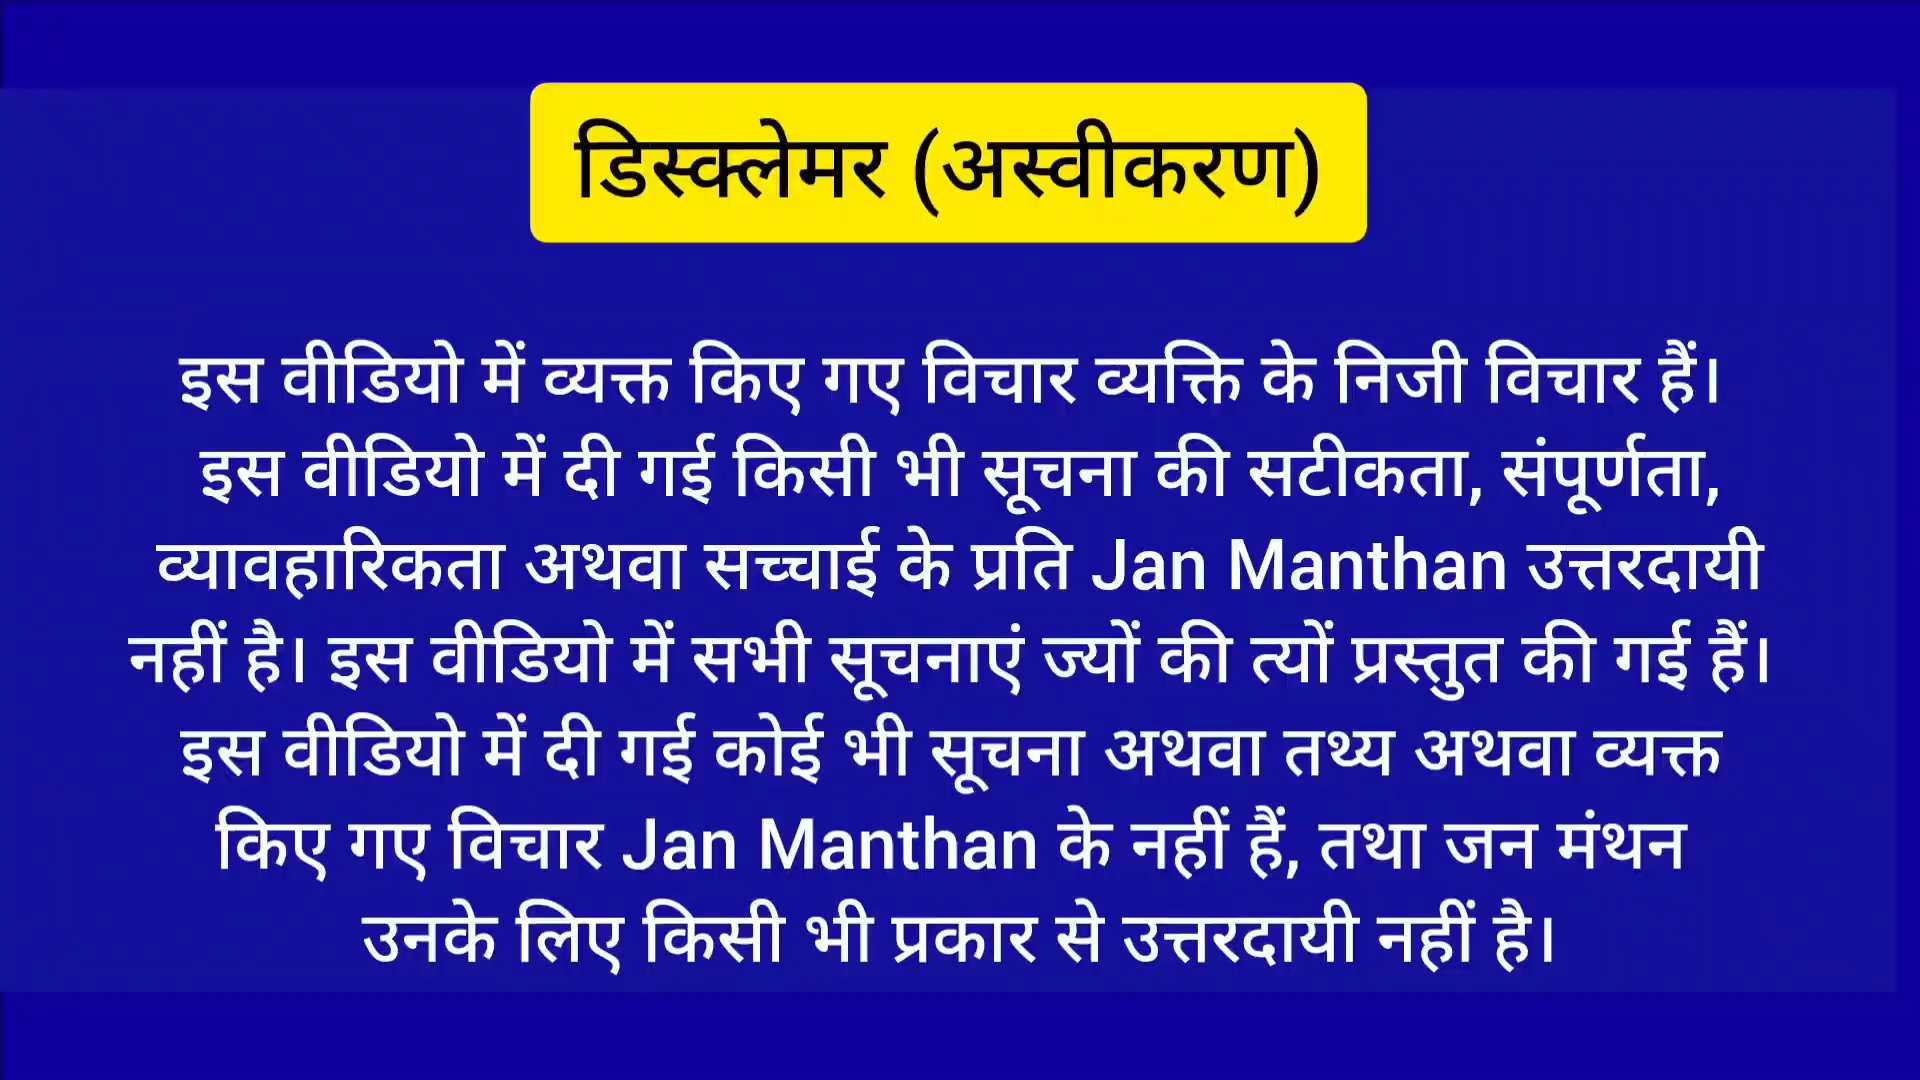 डिस्क्लेमर (अस्वीकरण)
इस वीडियो में व्यक्त किए गए विचार व्यक्ति के निजी विचार हैं।
इस वीडियो में दी गई किसी भी सूचना की सटीकता, संपूर्णता,
व्यावहारिकता अथवा सच्चाई के प्रति Jan Manthan उत्तरदायी
नहीं है। इस वीडियो में सभी सूचनाएं ज्यों की त्यों प्रस्तुत की गई हैं।
इस वीडियो में दी गई कोई भी सूचना अथवा तथ्य अथवा व्यक्त
किए गए विचार Jan Manthan के नहीं हैं, तथा जन मंथन
उनके लिए किसी भी प्रकार से उत्तरदायी नहीं है।